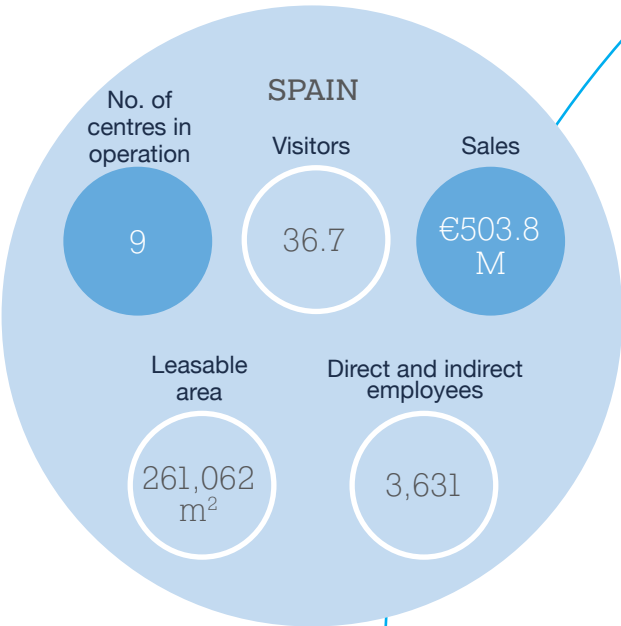 SPAIN
No. of
centres in
operation
9
Visitors
36.7
Sales
€503.8
M
Leasable
area
261,062
m²
Direct and indirect
employees
3,631